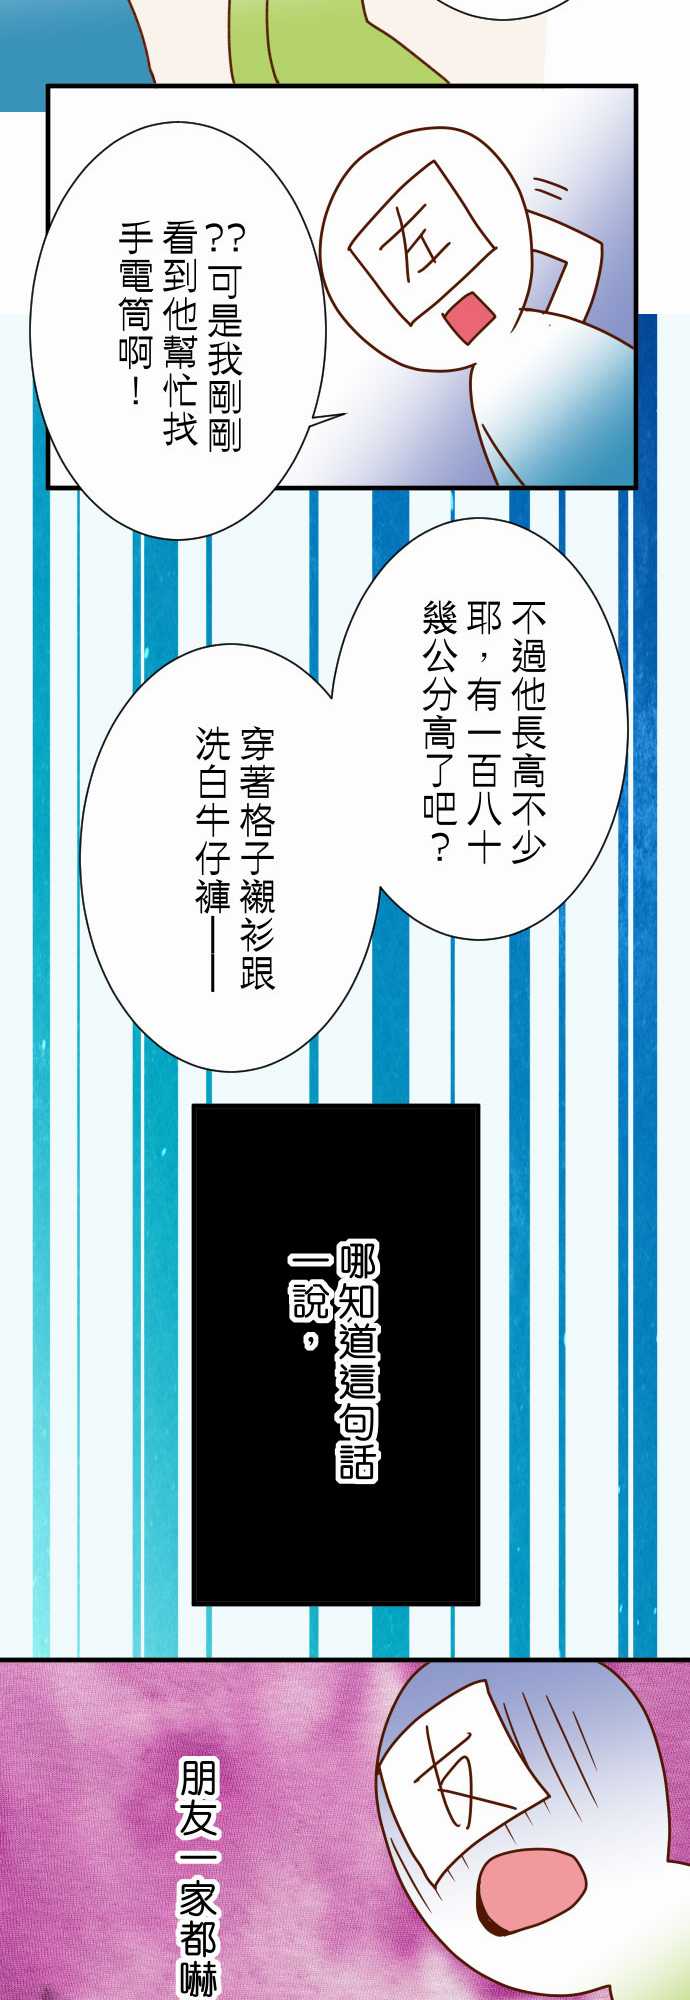 左
??可是我剛剛
看到他幫忙找
手電筒啊！
不過他長高不少
耶，有一百八十
幾公分高了吧？
穿著格子襯衫跟
洗白牛仔褲——
哪知道這句話
一說，
友
朋友一家都嚇